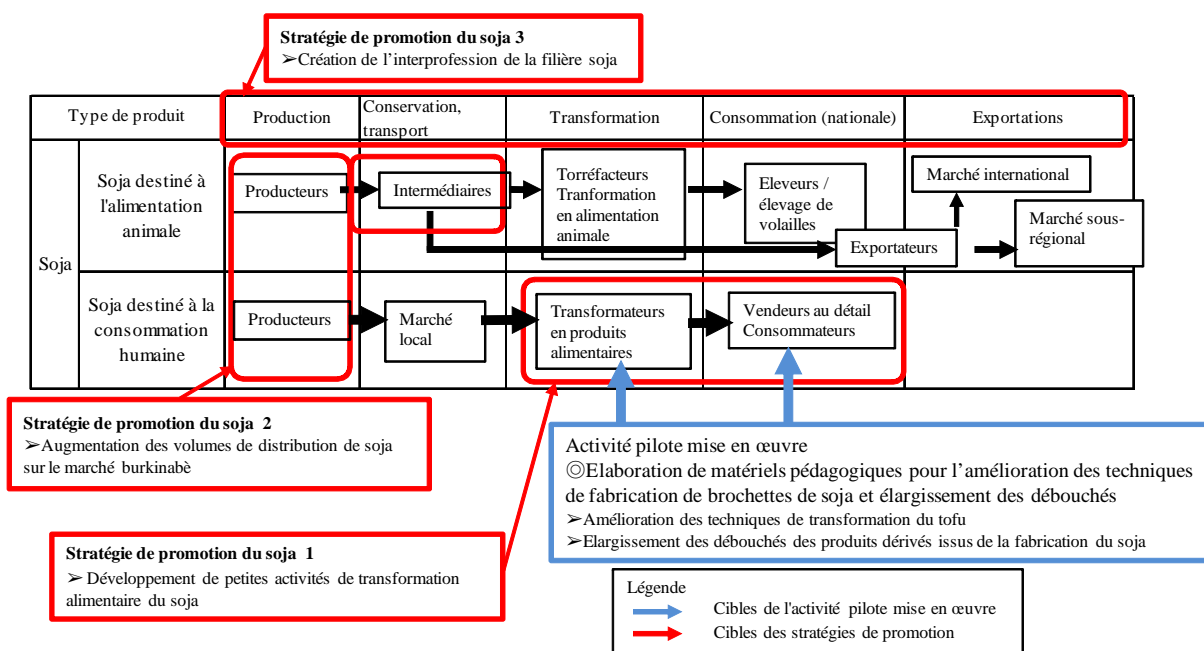 Stratégie de promotion du soja 3
➢Création de l’interprofession de la filière soja
Type de produit
Production
Conservation,
transport
Transformation
Consommation (nationale)
Exportations
Soja
Soja destiné à
l'alimentation
animale
Producteurs
Intermédiaires
Torréfacteurs
Tranformation
en alimentation
animale
Eleveurs /
élevage de
volailles
Exportateurs
Marché international
Marché sous-
régional
Soja destiné à la
consommation
humaine
Producteurs
Marché
local
Transformateurs
en produits
alimentaires
Vendeurs au détail
Consommateurs
Stratégie de promotion du soja 2
➢Augmentation des volumes de distribution de soja
sur le marché burkinabè
Activité pilote mise en œuvre
◎Elaboration de matériels pédagogiques pour l’amélioration des techniques
de fabrication de brochettes de soja et élargissement des débouchés
➢Amélioration des techniques de transformation du tofu
➢Elargissement des débouchés des produits dérivés issus de la fabrication du soja
Stratégie de promotion du soja 1
➢ Développement de petites activités de transformation
alimentaire du soja
Légende
Cibles de l'activité pilote mise en œuvre
Cibles des stratégies de promotion